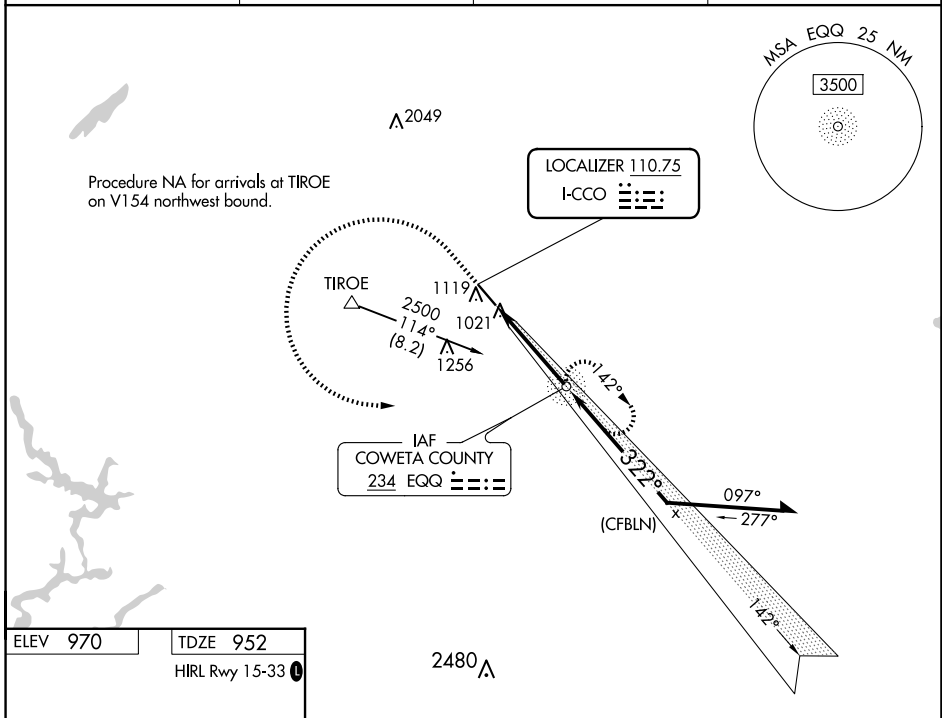 MSA EQQ 25 NM
3500
2049
Procedure NA for arrivals at TIROE
on V154 northwest bound.
LOCALIZER 110.75
I-CCO
TIROE
2500
114°
(8.2)
1119
1021
1256
142°
IAF
COWETA COUNTY
234 EQQ
322°
097°
277°
(CFBLN)
x
142°
ELEV 970
TDZE 952
HIRL Rwy 15-33 L
2480